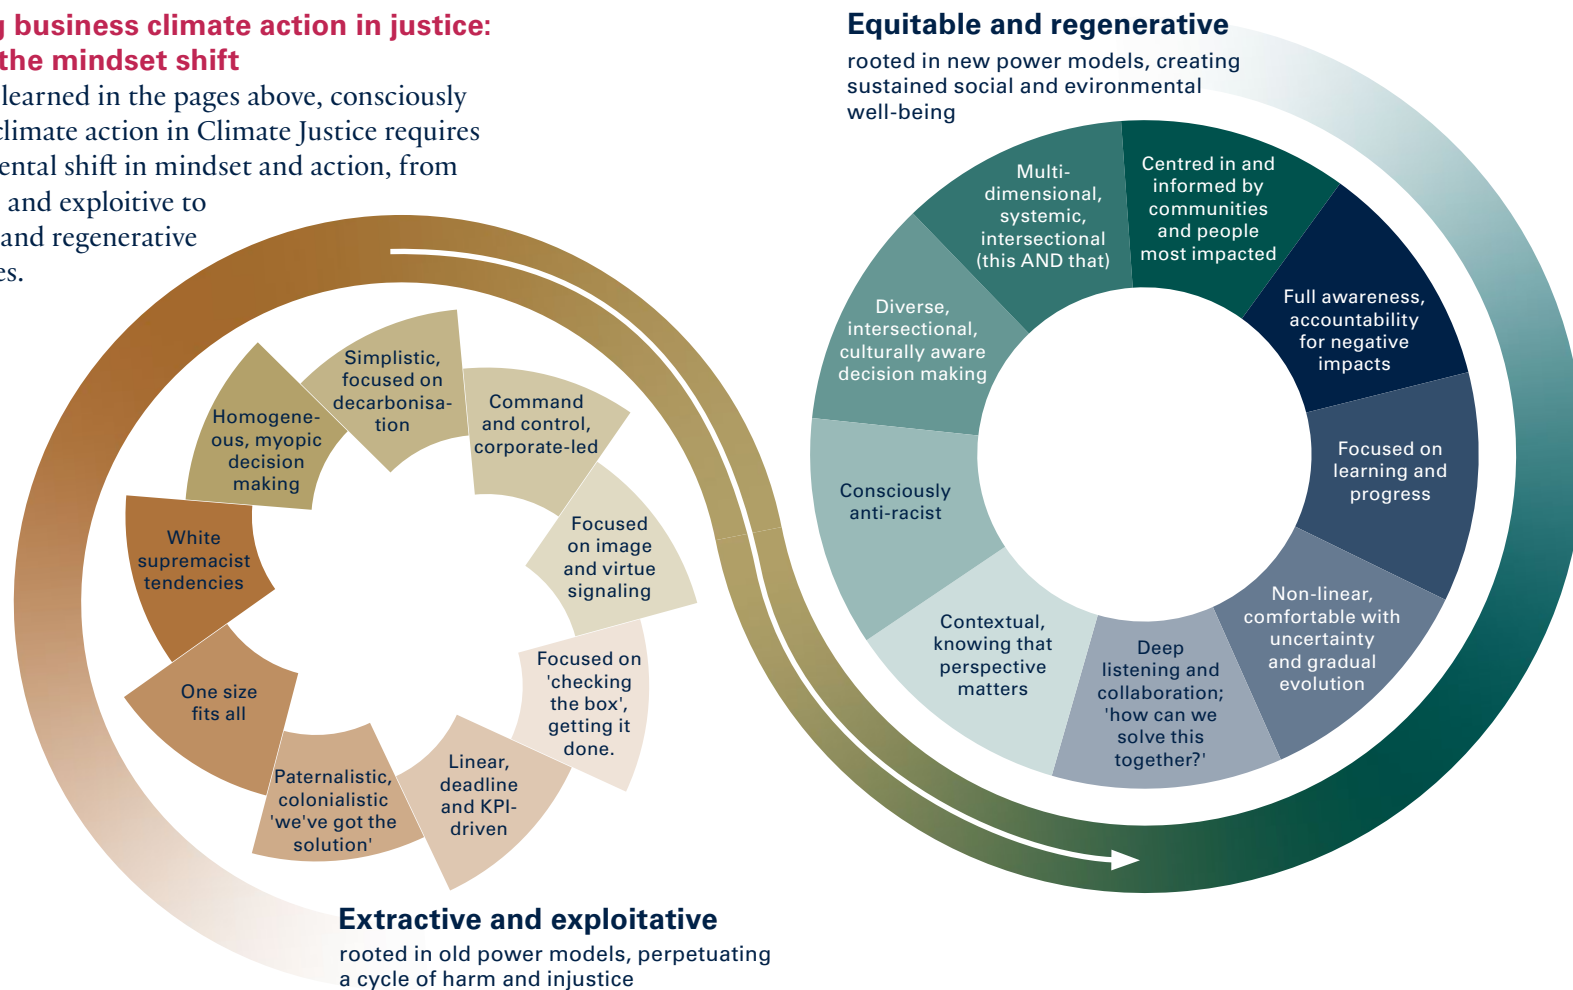 g business climate action in justice:
the mindset shift
learned in the pages above, consciously
climate action in Climate Justice requires
ental shift in mindset and action, from
and exploitive to
and regenerative
es.
Equitable and regenerative
rooted in new power models, creating
sustained social and evironmental
well-being
Multi-
dimensional,
systemic,
intersectional
(this AND that)
Centred in and
informed by
communities
and people
most impacted
Full awareness,
accountability
for negative
impacts
Focused on
learning and
progress
Non-linear,
comfortable with
uncertainty
and gradual
evolution
Deep
listening and
collaboration;
'how can we
solve this
together?'
Contextual,
knowing that
perspective
matters
Consciously
anti-racist
Diverse,
intersectional,
culturally aware
decision making
Simplistic,
focused on
decarbonisa-
tion
Command
and control,
corporate-led
Focused
on image
and virtue
signaling
Focused on
'checking
the box',
getting it
done.
Linear,
deadline
and KPI-
driven
Paternalistic,
colonialistic
'we've got the
solution'
One size
fits all
White
supremacist
tendencies
Homogene-
ous, myopic
decision
making
Extractive and exploitative
rooted in old power models, perpetuating
a cycle of harm and injustice